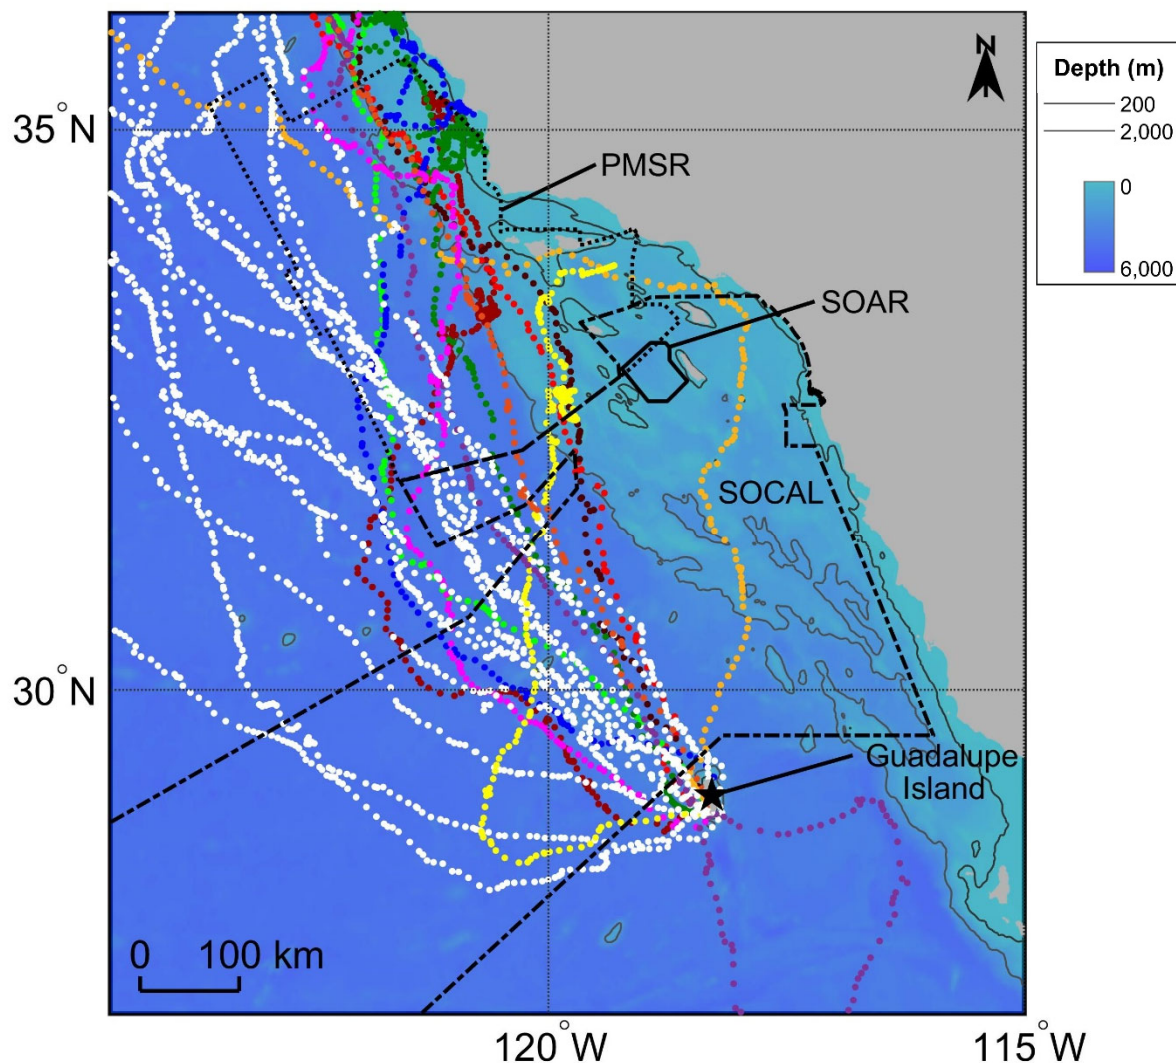 N
Depth (m)
200
2,000
0
6,000
35° N
PMSR
SOAR
SOCAL
30° N
Guadalupe
Island
0 100 km
120° W
115° W